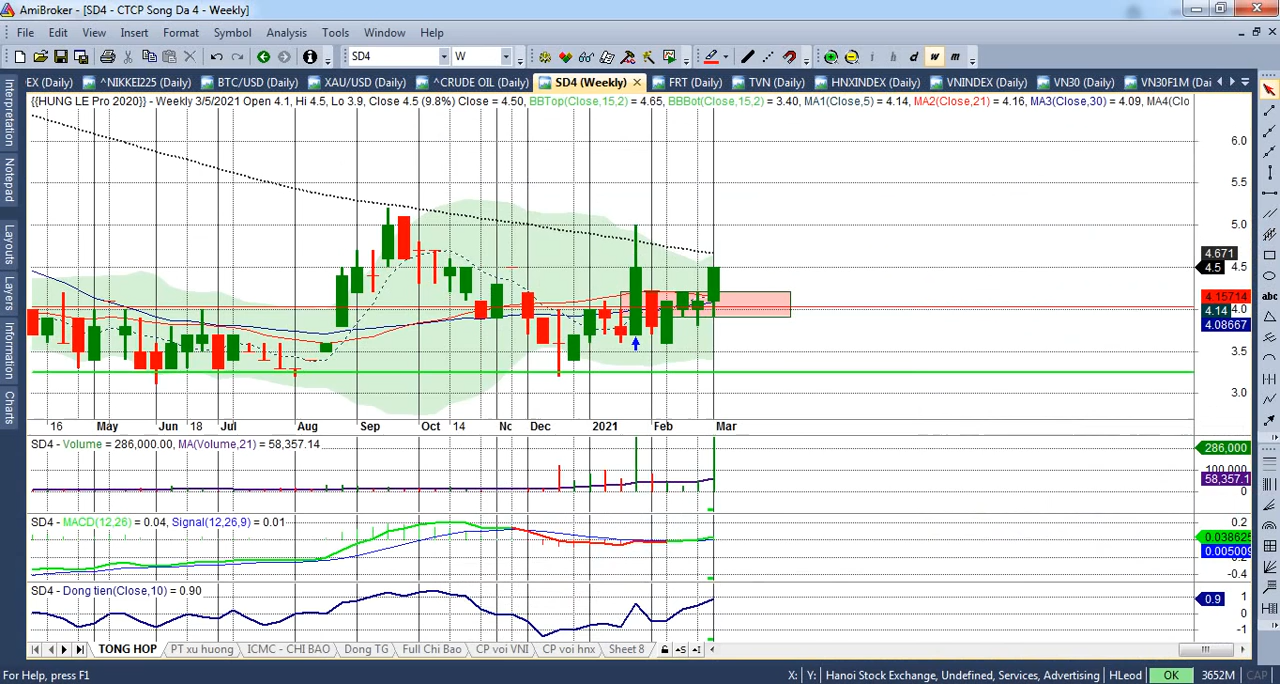 AmiBroker - [SD4 - CTCP Song Da 4 - Weekly]
File Edit View Insert Format Symbol Analysis Tools Window Help
SD4 W i h d w m
EX (Daily) ^NIKKEI225 (Daily) BTC/USD (Daily) XAU/USD (Daily) ^CRUDE OIL (Daily) SD4 (Weekly) FRT (Daily) TVN (Daily) HNXINDEX (Daily) VNINDEX (Daily) VN30 (Daily) VN30F1M (Dai
{{HUNG LE Pro 2020}} - Weekly 3/5/2021 Open 4.1, Hi 4.5, Lo 3.9, Close 4.5 (9.8%) Close = 4.50, BBTop(Close,15,2) = 4.65, BBBot(Close,15,2) = 3.40, MA1(Close,5) = 4.14, MA2(Close,21) = 4.16, MA3(Close,30) = 4.09, MA4(Clo
Interpretation
Notepad
Layouts
Layers
Information
Charts
abc
6.0
5.5
5.0
4.671
4.5 4.5
4.15714
4.14
4.08667
3.5
3.0
16 May Jun 18 Jul Aug Sep Oct 14 Nc Dec 2021 Feb Mar
SD4 - Volume = 286,000.00, MA(Volume,21) = 58,357.14
286,000
100,000
58,357.1
0
SD4 - MACD(12,26) = 0.04, Signal(12,26,9) = 0.01
0.2
0.038625
0.005009
-0.4
SD4 - Dong tien(Close,10) = 0.90
1
0.9
0
-1
TONG HOP PT xu huong ICMC - CHI BAO Dong TG Full Chi Bao CP voi VNI CP voi hnx Sheet 8
For Help, press F1 X: Y: Hanoi Stock Exchange, Undefined, Services, Advertising HLeod OK 3652M CAP